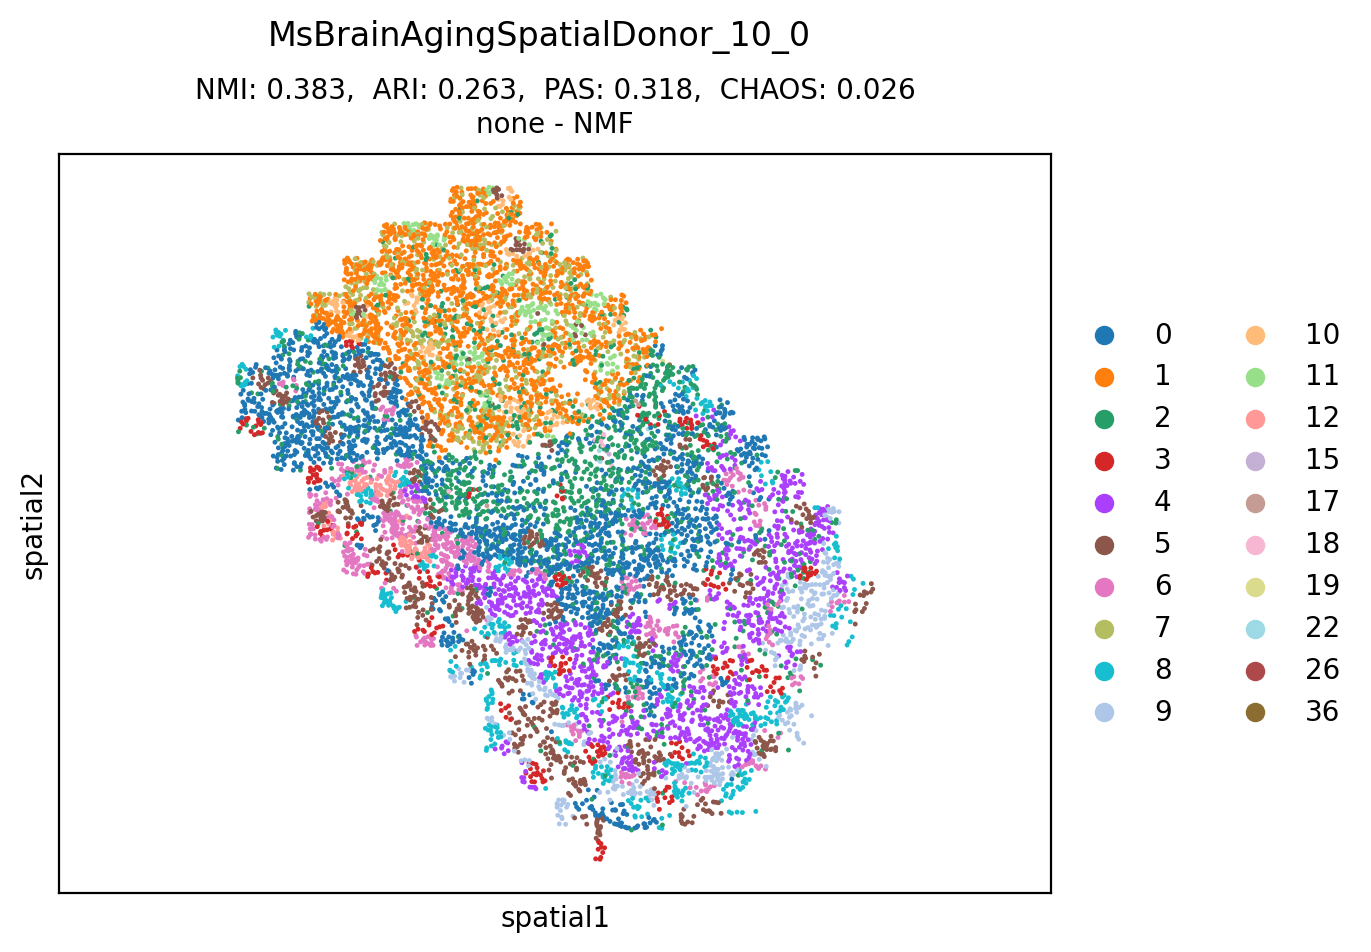 MsBrainAgingSpatialDonor_10_0
NMI: 0.383,  ARI: 0.263,  PAS: 0.318,  CHAOS: 0.026
none - NMF
spatial2
spatial1
0 10
1 11
2 12
3 15
4 17
5 18
6 19
7 22
8 26
9 36